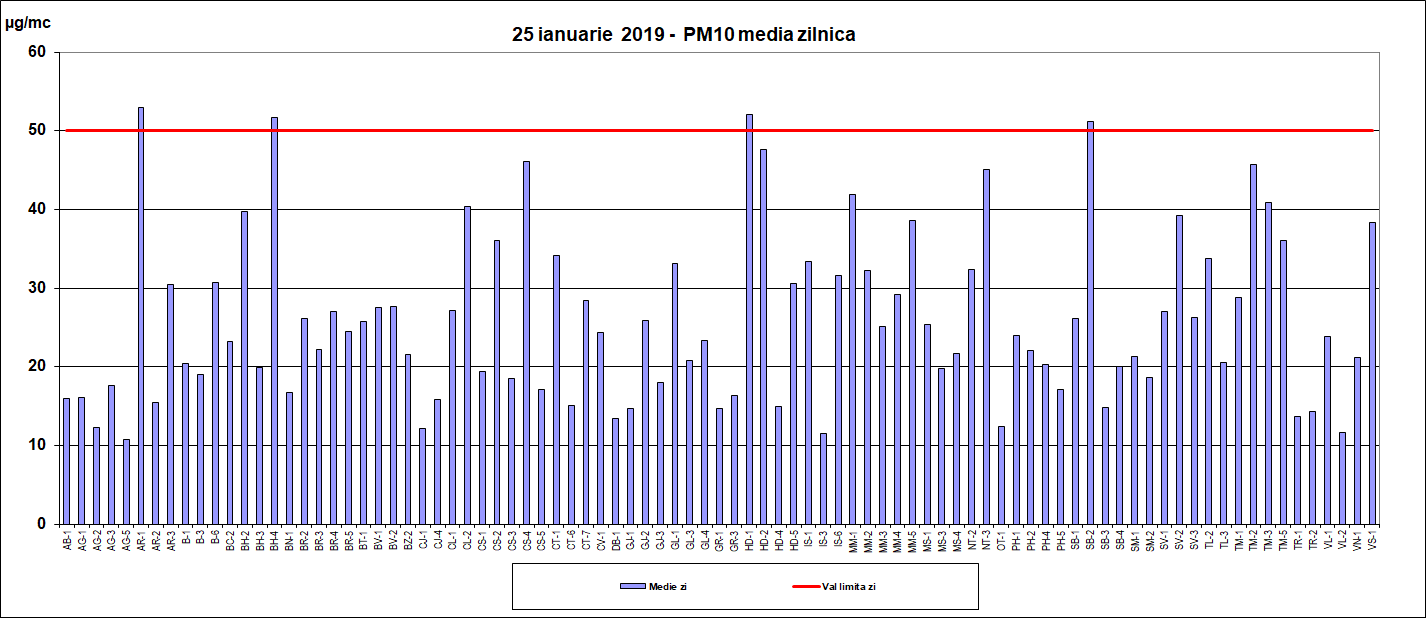 µg/mc
25 ianuarie 2019 - PM10 media zilnica
60
50
40
30
20
10
0
AB-1 AG-1 AG-2 AG-3 AG-5 AR-1 AR-2 AR-3 B-1 B-3 B-6 BC-2 BH-2 BH-3 BH-4 BN-1 BR-2 BR-3 BR-4 BR-5 BT-1 BV-1 BV-2 BZ-2 CJ-1 CJ-4 CL-1 CL-2 CS-1 CS-2 CS-3 CS-4 CS-5 CT-1 CT-6 CT-7 CV-1 DB-1 GJ-1 GJ-2 GJ-3 GL-1 GL-3 GL-4 GR-1 GR-3 HD-1 HD-2 HD-4 HD-5 IS-1 IS-3 IS-6 MM-1 MM-2 MM-3 MM-4 MM-5 MS-1 MS-3 MS-4 NT-2 NT-3 OT-1 PH-1 PH-2 PH-4 PH-5 SB-1 SB-2 SB-3 SB-4 SM-1 SM-2 SV-1 SV-2 SV-3 TL-2 TL-3 TM-1 TM-2 TM-3 TM-5 TR-1 TR-2 VL-1 VL-2 VN-1 VS-1
Medie zi Val limita zi